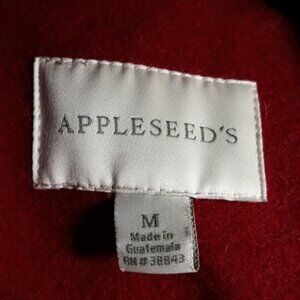 APPLESEED'S
M
Made in
Guatemala
RN#38843